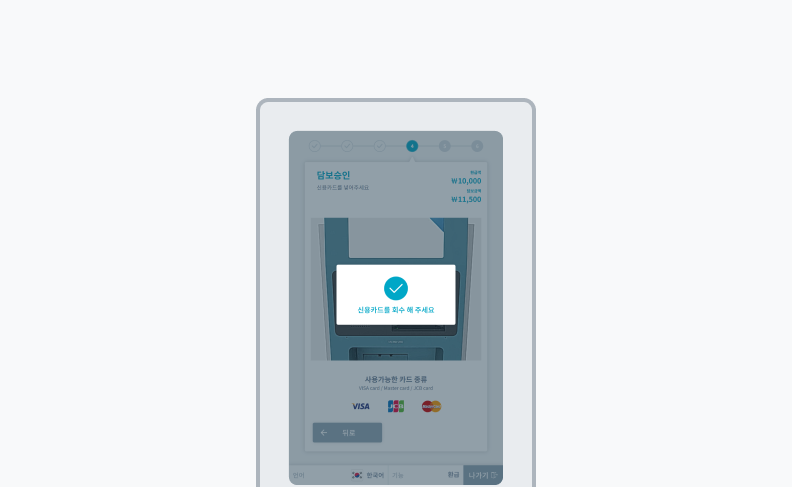 4
담보승인
신용카드를 넣어주세요
₩10,000
₩11,500
신용카드를 회수 해 주세요
사용가능한 카드 종류
VISA card / Master card / JCB card
VISA
JCB
뒤로
언어
한국어
기능
환금
나가기